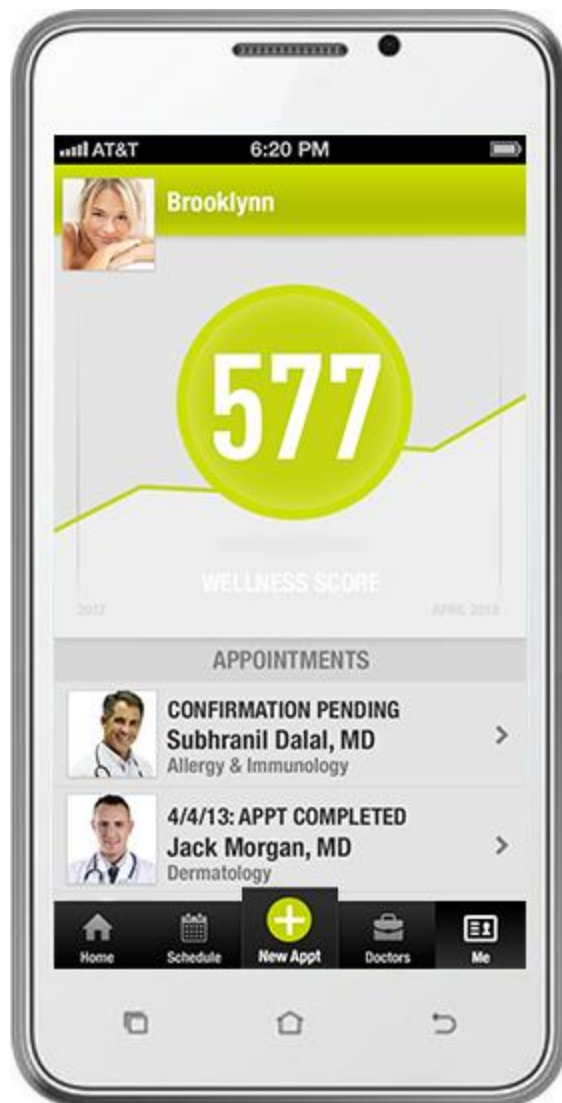 AT&T 6:20 PM
Brooklynn
577
WELLNESS SCORE
2012 APRIL 2013
APPOINTMENTS
CONFIRMATION PENDING
Subhranil Dalal, MD
Allergy & Immunology
4/4/13: APPT COMPLETED
Jack Morgan, MD
Dermatology
Home Schedule New Appt Doctors Me